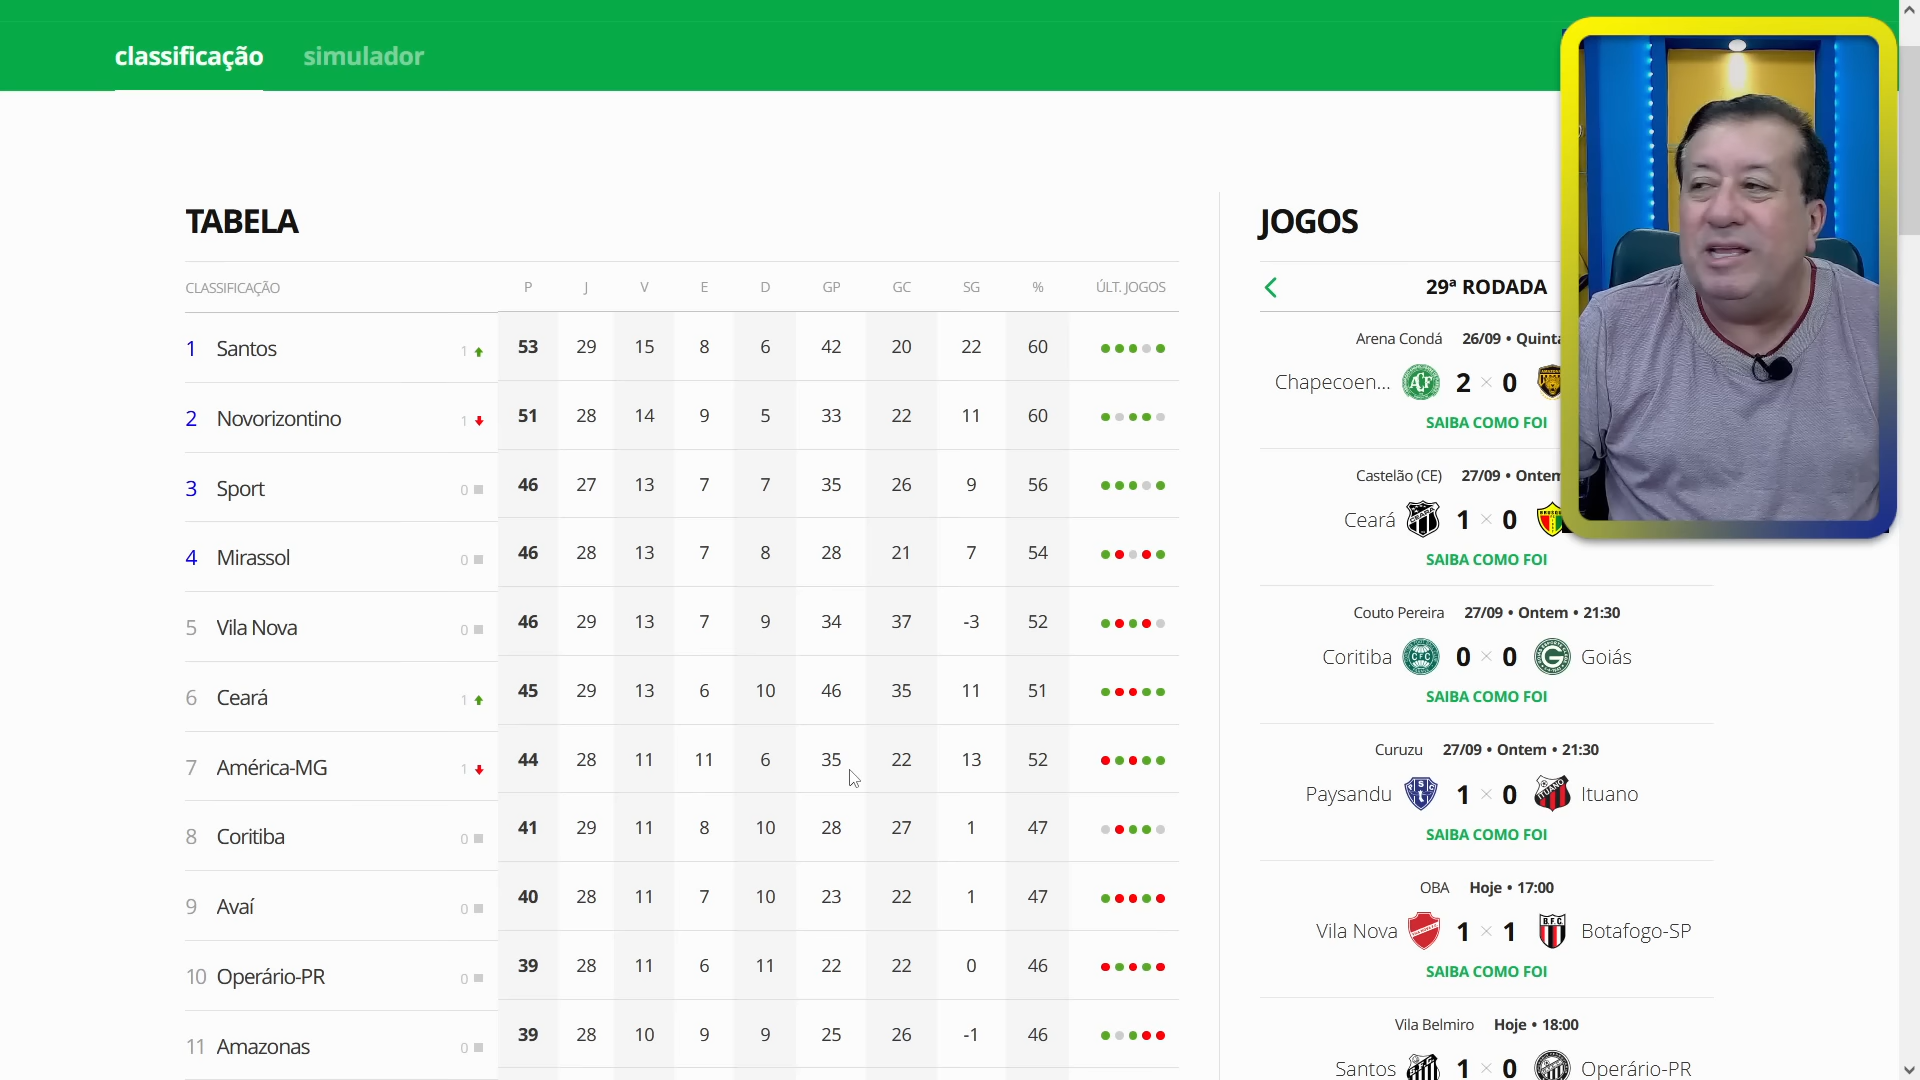 classificação simulador
TABELA
CLASSIFICAÇÃO P J V E D GP GC SG % ÚLT. JOGOS
1 Santos 1 53 29 15 8 6 42 20 22 60
2 Novorizontino 1 51 28 14 9 5 33 22 11 60
3 Sport 0 46 27 13 7 7 35 26 9 56
4 Mirassol 0 46 28 13 7 8 28 21 7 54
5 Vila Nova 0 46 29 13 7 9 34 37 -3 52
6 Ceará 1 45 29 13 6 10 46 35 11 51
7 América-MG 1 44 28 11 11 6 35 22 13 52
8 Coritiba 0 41 29 11 8 10 28 27 1 47
9 Avaí 0 40 28 11 7 10 23 22 1 47
10 Operário-PR 0 39 28 11 6 11 22 22 0 46
11 Amazonas 0 39 28 10 9 9 25 26 -1 46
JOGOS
29ª RODADA
Arena Condá 26/09 • Quinta
Chapecoen... 2 × 0
SAIBA COMO FOI
Castelão (CE) 27/09 • Ontem
Ceará 1 × 0
SAIBA COMO FOI
Couto Pereira 27/09 • Ontem • 21:30
Coritiba 0 × 0 Goiás
SAIBA COMO FOI
Curuzu 27/09 • Ontem • 21:30
Paysandu 1 × 0 Ituano
SAIBA COMO FOI
OBA Hoje • 17:00
Vila Nova 1 × 1 Botafogo-SP
SAIBA COMO FOI
Vila Belmiro Hoje • 18:00
Santos 1 × 0 Operário-PR